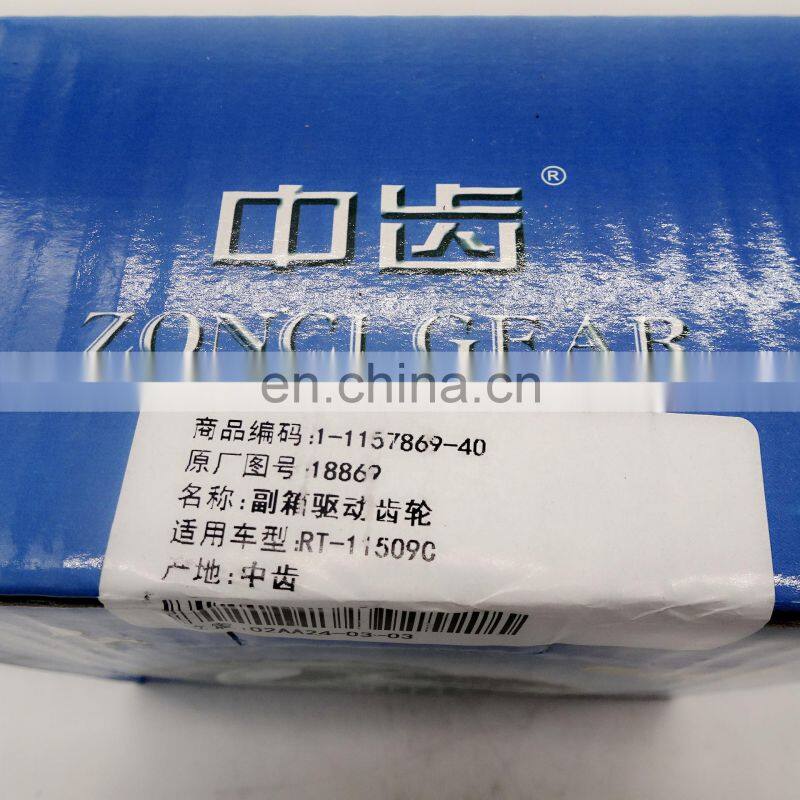 中齿®
ZONCI GEAR
en.china.cn
商品编码:1-1157869-40
原厂图号:18869
名称:副箱驱动齿轮
适用车型:RT-11509C
产地:中齿
02AA24-03-03